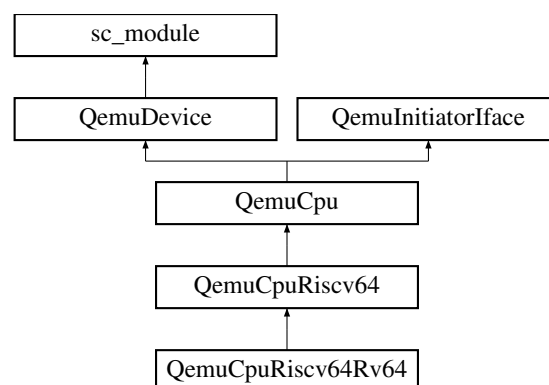 sc_module
QemuDevice
QemuInitiatorIface
QemuCpu
QemuCpuRiscv64
QemuCpuRiscv64Rv64